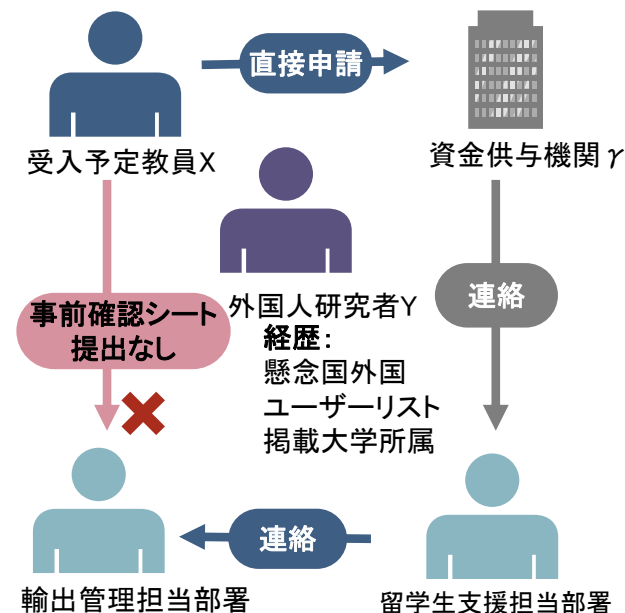 直接申請
受入予定教員X
資金供与機関γ
事前確認シート
提出なし
外国人研究者Y
経歴:
懸念国外国
ユーザーリスト
掲載大学所属
連絡
連絡
輸出管理担当部署
留学生支援担当部署